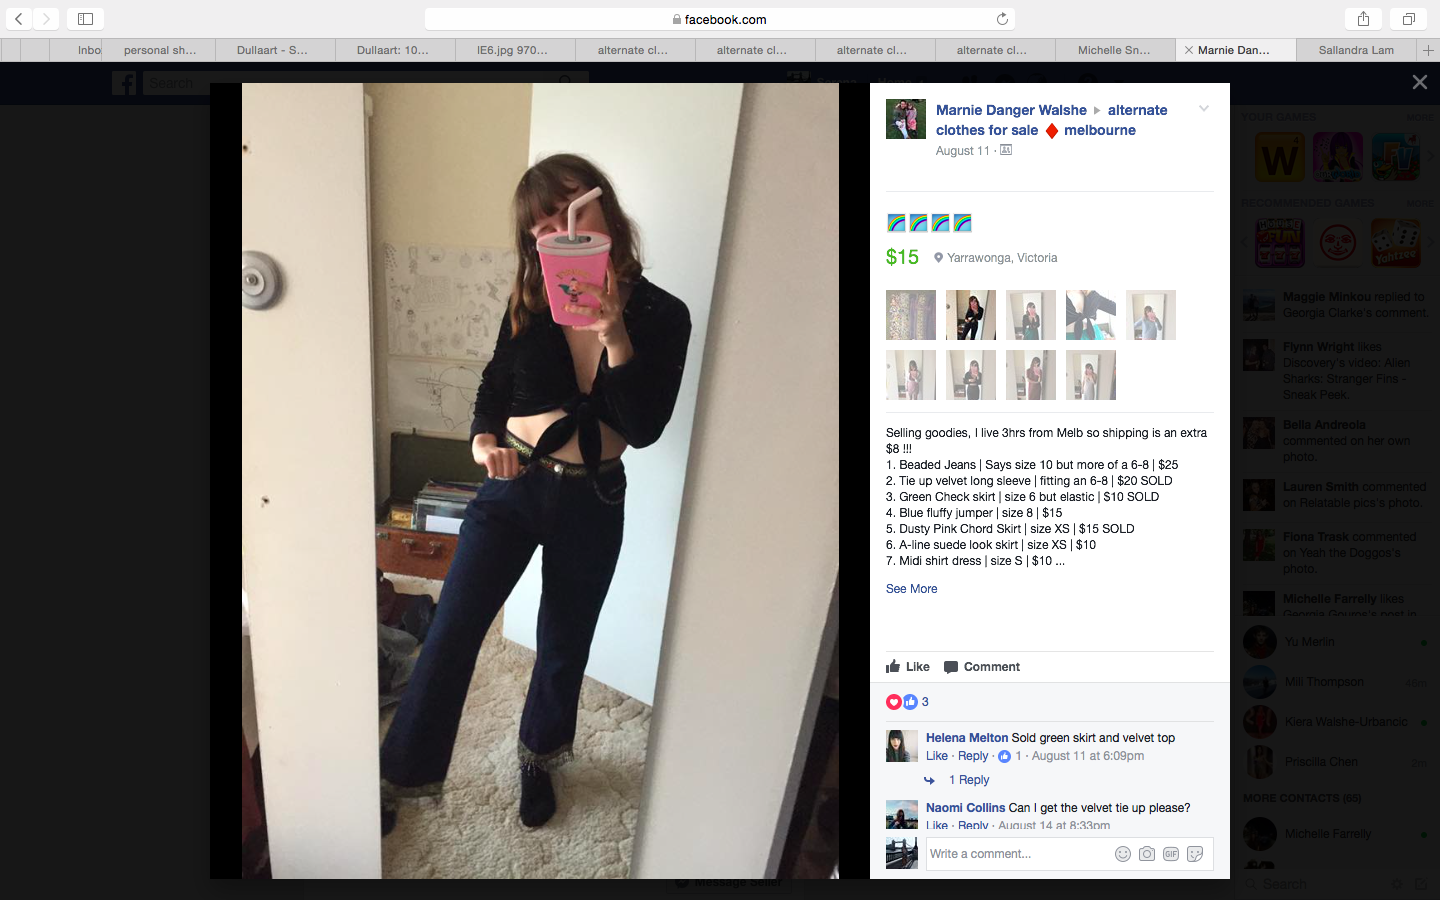 facebook.com
Inbo
personal sh...
Dullaart - S...
Dullaart: 10...
IE6.jpg 970...
alternate cl...
alternate cl...
alternate cl...
alternate cl...
Michelle Sn...
Marnie Dan...
Sallandra Lam
Search
Marnie Danger Walshe ▸ alternate
clothes for sale ♦ melbourne
August 11 ·
$15 Yarrawonga, Victoria
Selling goodies, I live 3hrs from Melb so shipping is an extra
$8 !!!
1. Beaded Jeans | Says size 10 but more of a 6-8 | $25
2. Tie up velvet long sleeve | fitting an 6-8 | $20 SOLD
3. Green Check skirt | size 6 but elastic | $10 SOLD
4. Blue fluffy jumper | size 8 | $15
5. Dusty Pink Chord Skirt | size XS | $15 SOLD
6. A-line suede look skirt | size XS | $10
7. Midi shirt dress | size S | $10 ...
See More
Like Comment
3
Helena Melton Sold green skirt and velvet top
Like · Reply · 1 · August 11 at 6:09pm
1 Reply
Naomi Collins Can I get the velvet tie up please?
Like · Reply · August 14 at 8:33pm
Write a comment...
GIF
Message Seller
YOUR GAMES MORE
W
FV
RECOMMENDED GAMES MORE
FUN
Yahtzee
Maggie Minkou replied to
Georgia Clarke's comment.
Flynn Wright likes
Discovery's video: Alien
Sharks: Stranger Fins -
Sneak Peek.
Bella Andreola
commented on her own
photo.
Lauren Smith commented
on Relatable pics's photo.
Fiona Trask commented
on Yeah the Doggos's
photo.
Michelle Farrelly likes
Georgia Gouros's post in
Yu Merlin
Mili Thompson
Kiera Walshe-Urbancic
Priscilla Chen 2m
MORE CONTACTS (65)
Michelle Farrelly
Search